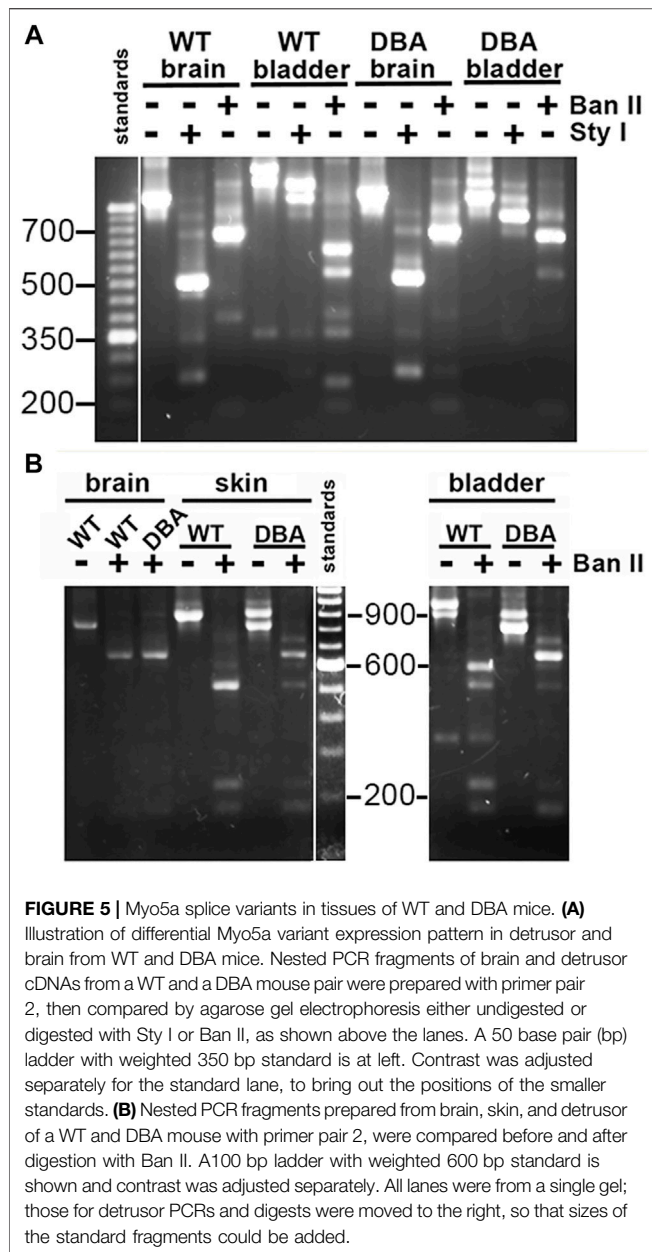 A
standards
WT brain
WT bladder
DBA brain
DBA bladder
- - + - - + - - + - - + Ban II
- + - - + - - + - - + - Sty I
700
500
350
200
B
brain
skin
bladder
WT WT DBA
WT
DBA
standards
WT
DBA
- + + - + - + - + - + Ban II
-900-
-600-
-200-
FIGURE 5 | Myo5a splice variants in tissues of WT and DBA mice. (A)
Illustration of differential Myo5a variant expression pattern in detrusor and
brain from WT and DBA mice. Nested PCR fragments of brain and detrusor
cDNAs from a WT and a DBA mouse pair were prepared with primer pair
2, then compared by agarose gel electrophoresis either undigested or
digested with Sty I or Ban II, as shown above the lanes. A 50 base pair (bp)
ladder with weighted 350 bp standard is at left. Contrast was adjusted
separately for the standard lane, to bring out the positions of the smaller
standards. (B) Nested PCR fragments prepared from brain, skin, and detrusor
of a WT and DBA mouse with primer pair 2, were compared before and after
digestion with Ban II. A100 bp ladder with weighted 600 bp standard is
shown and contrast was adjusted separately. All lanes were from a single gel;
those for detrusor PCRs and digests were moved to the right, so that sizes of
the standard fragments could be added.